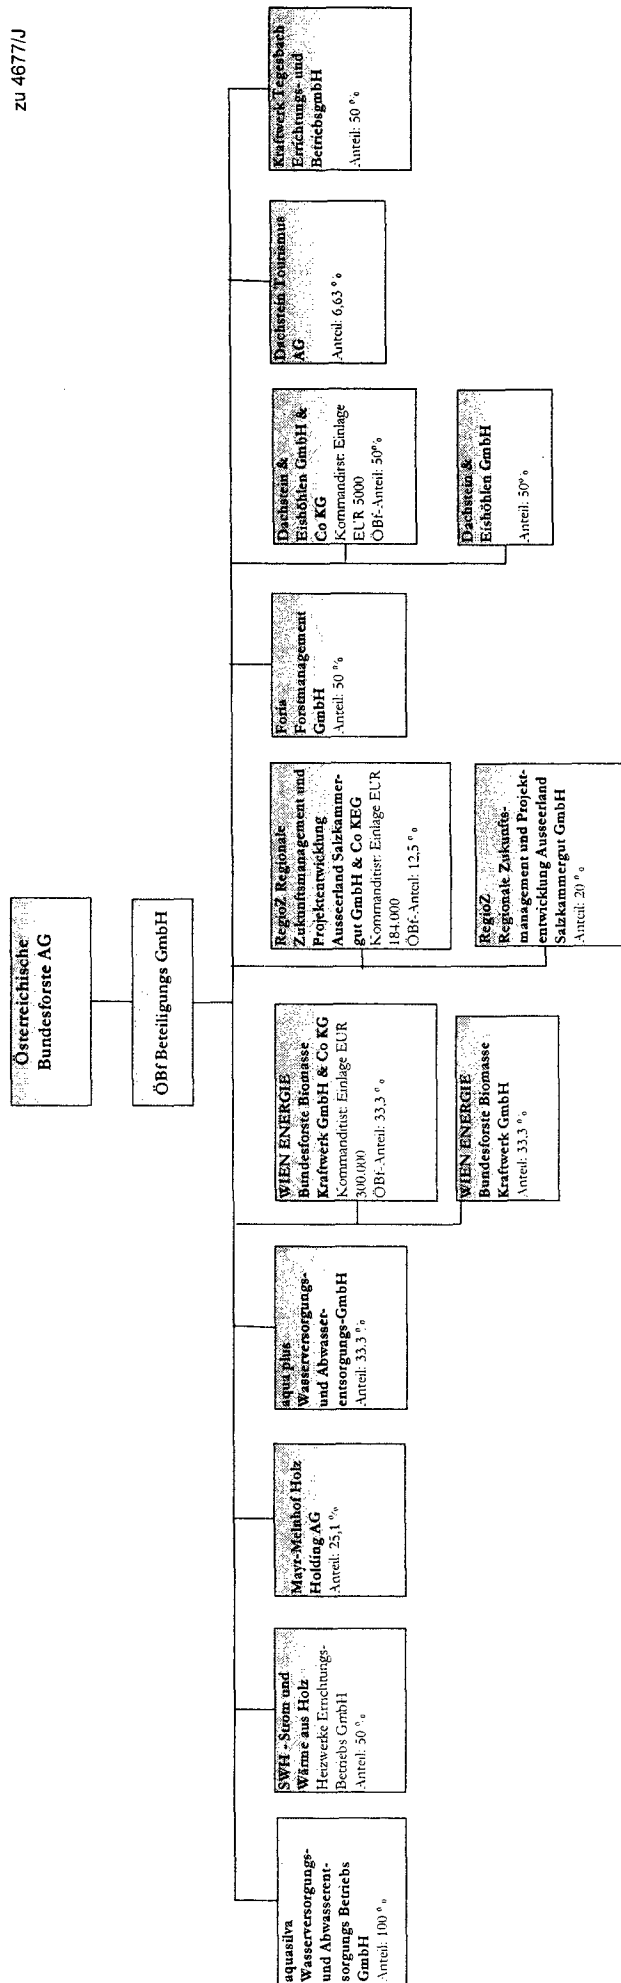 zu 4677/J
Österreichische
Bundesforste AG
ÖBf Beteiligungs GmbH
aquasilva
Wasserversorgungs-
und Abwasserent-
sorgungs Betriebs
GmbH
Anteil: 100 %
SWH - Strom und
Wärme aus Holz
Heizwerke Errichtungs-
Betriebs GmbH
Anteil: 50 %
Mayr-Melnhof Holz
Holding AG
Anteil: 25,1 %
aqua plus
Wasserversorgungs-
und Abwasser-
entsorgungs-GmbH
Anteil: 33,3 %
WIEN ENERGIE
Bundesforste Biomasse
Kraftwerk GmbH & Co KG
Kommanditist: Einlage EUR
300.000
ÖBf-Anteil: 33,3 %
WIEN ENERGIE
Bundesforste Biomasse
Kraftwerk GmbH
Anteil: 33,3 %
RegioZ Regionale
Zukunftsmanagement und
Projektentwicklung
Ausseerland Salzkammer-
gut GmbH & Co KEG
Kommanditist: Einlage EUR
184.000
ÖBf-Anteil: 12,5 %
RegioZ
Regionale Zukunfts-
management und Projekt-
entwicklung Ausseerland
Salzkammergut GmbH
Anteil: 20 %
Foria
Forstmanagement
GmbH
Anteil: 50 %
Dachstein &
Eishöhlen GmbH &
Co KG
Kommandirst: Einlage
EUR 5000
ÖBf-Anteil: 50%
Dachstein &
Eishöhlen GmbH
Anteil: 50%
Dachstein Tourismus
AG
Anteil: 6,63 %
Kraftwerk Tegesbach
Errichtungs- und
BetriebsgmbH
Anteil: 50 %